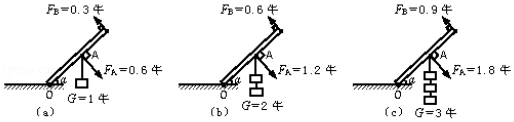 F_B=0.3 牛
A
F_A=0.6 牛
O
α
G=1 牛
(a)
F_B=0.6 牛
A
F_A=1.2 牛
O
α
G=2 牛
(b)
F_B=0.9 牛
A
F_A=1.8 牛
O
α
G=3 牛
(c)